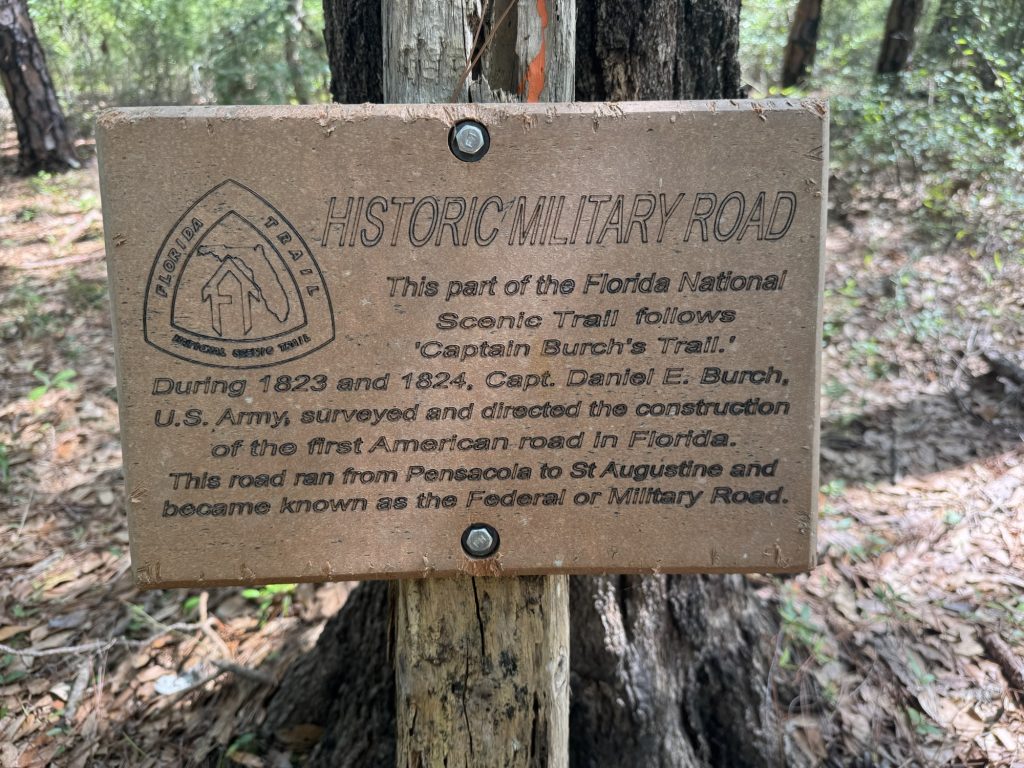 FLORIDA TRAIL
FT
NATIONAL SCENIC TRAIL
HISTORIC MILITARY ROAD
This part of the Florida National
Scenic Trail follows
'Captain Burch's Trail.'
During 1823 and 1824, Capt. Daniel E. Burch,
U.S. Army, surveyed and directed the construction
of the first American road in Florida.
This road ran from Pensacola to St Augustine and
became known as the Federal or Military Road.